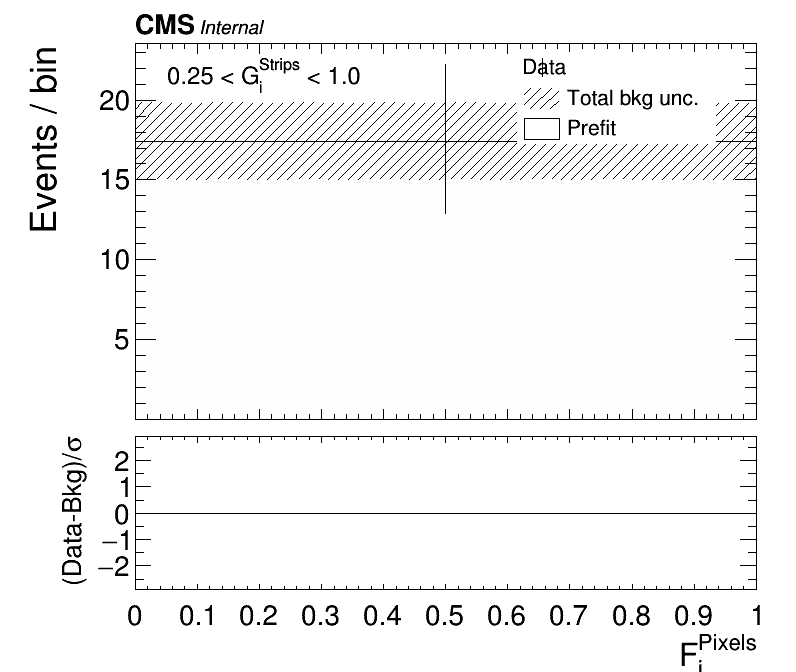 CMS Internal
Events / bin
0.25 < G_i^Strips < 1.0
Data
Total bkg unc.
Prefit
20
15
10
5
(Data-Bkg)/σ
2
1
0
−1
−2
0 0.1 0.2 0.3 0.4 0.5 0.6 0.7 0.8 0.9 1
F_i^Pixels